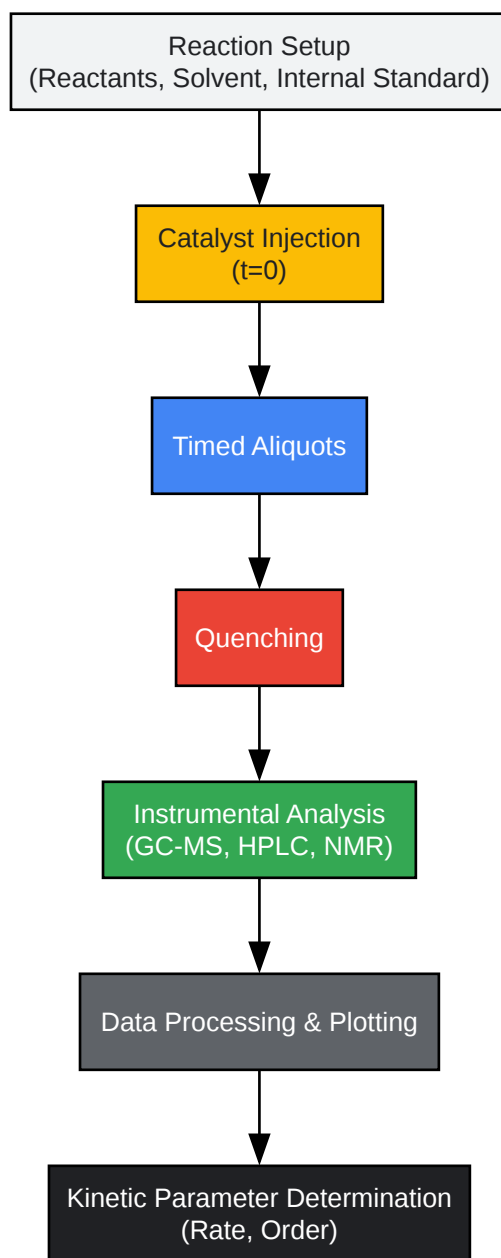 Reaction Setup
(Reactants, Solvent, Internal Standard)
Catalyst Injection
(t=0)
Timed Aliquots
Quenching
Instrumental Analysis
(GC-MS, HPLC, NMR)
Data Processing & Plotting
Kinetic Parameter Determination
(Rate, Order)